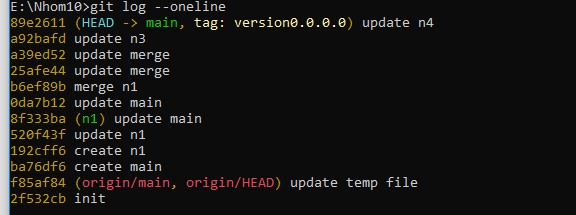 E:\Nhom10>git log --oneline
89e2611 (HEAD -> main, tag: version0.0.0.0) update n4
a92bafd update n3
a39ed52 update merge
25afe44 update merge
b6ef89b merge n1
0da7b12 update main
8f333ba (n1) update main
520f43f update n1
192cff6 create n1
ba76df6 create main
f85af84 (origin/main, origin/HEAD) update temp file
2f532cb init